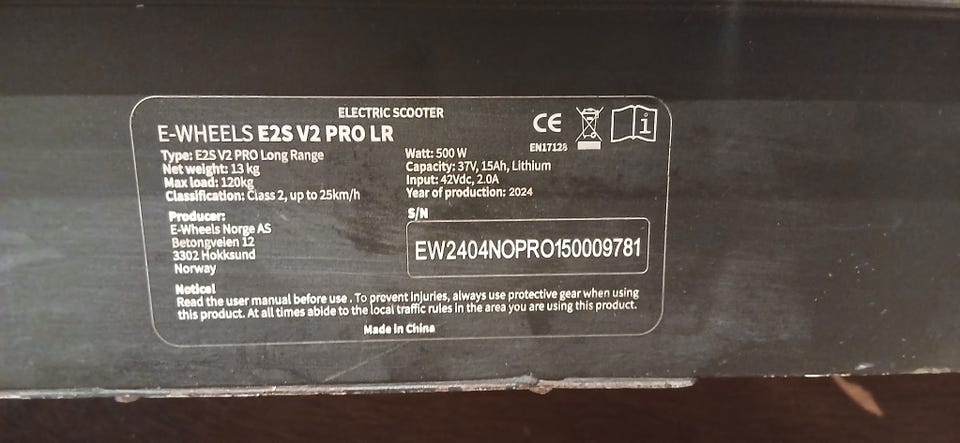 ELECTRIC SCOOTER
E-WHEELS E2S V2 PRO LR
Type: E2S V2 PRO Long Range
Net weight: 13 kg
Max load: 120kg
Classification: Class 2, up to 25km/h
Producer:
E-Wheels Norge AS
Betongveien 12
3302 Hokksund
Norway
CE
EN17128
Watt: 500 W
Capacity: 37V, 15Ah, Lithium
Input: 42Vdc, 2.0A
Year of production: 2024
S/N
EW2404NOPRO150009781
Notice!
Read the user manual before use . To prevent injuries, always use protective gear when using
this product. At all times abide to the local traffic rules in the area you are using this product.
Made in China